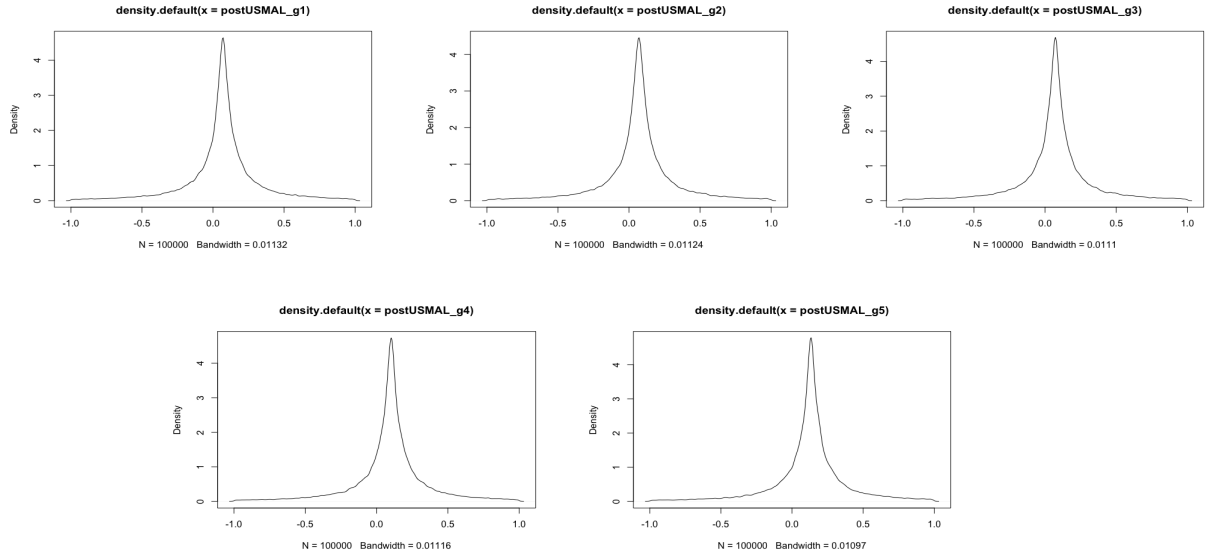 density.default(x = postUSMAL_g1)
Density
0 1 2 3 4
-1.0 -0.5 0.0 0.5 1.0
N = 100000 Bandwidth = 0.01132
density.default(x = postUSMAL_g2)
Density
0 1 2 3 4
-1.0 -0.5 0.0 0.5 1.0
N = 100000 Bandwidth = 0.01124
density.default(x = postUSMAL_g3)
Density
0 1 2 3 4
-1.0 -0.5 0.0 0.5 1.0
N = 100000 Bandwidth = 0.0111
density.default(x = postUSMAL_g4)
Density
0 1 2 3 4
-1.0 -0.5 0.0 0.5 1.0
N = 100000 Bandwidth = 0.01116
density.default(x = postUSMAL_g5)
Density
0 1 2 3 4
-1.0 -0.5 0.0 0.5 1.0
N = 100000 Bandwidth = 0.01097